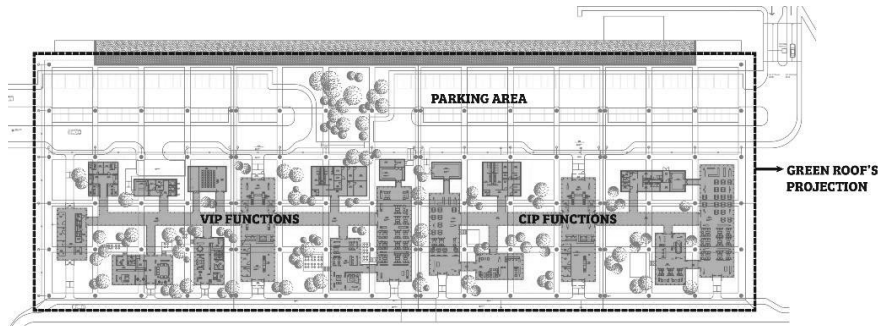 PARKING AREA
GREEN ROOF'S
PROJECTION
VIP FUNCTIONS
CIP FUNCTIONS